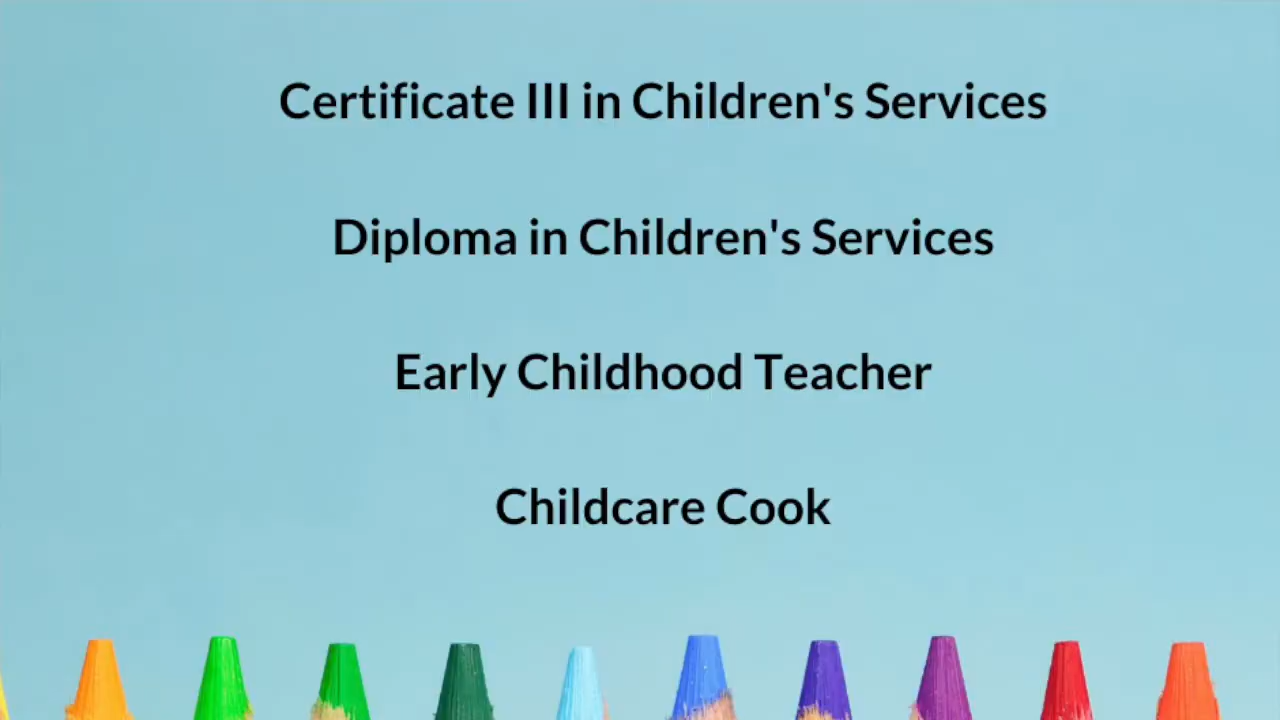 Certificate III in Children's Services
Diploma in Children's Services
Early Childhood Teacher
Childcare Cook